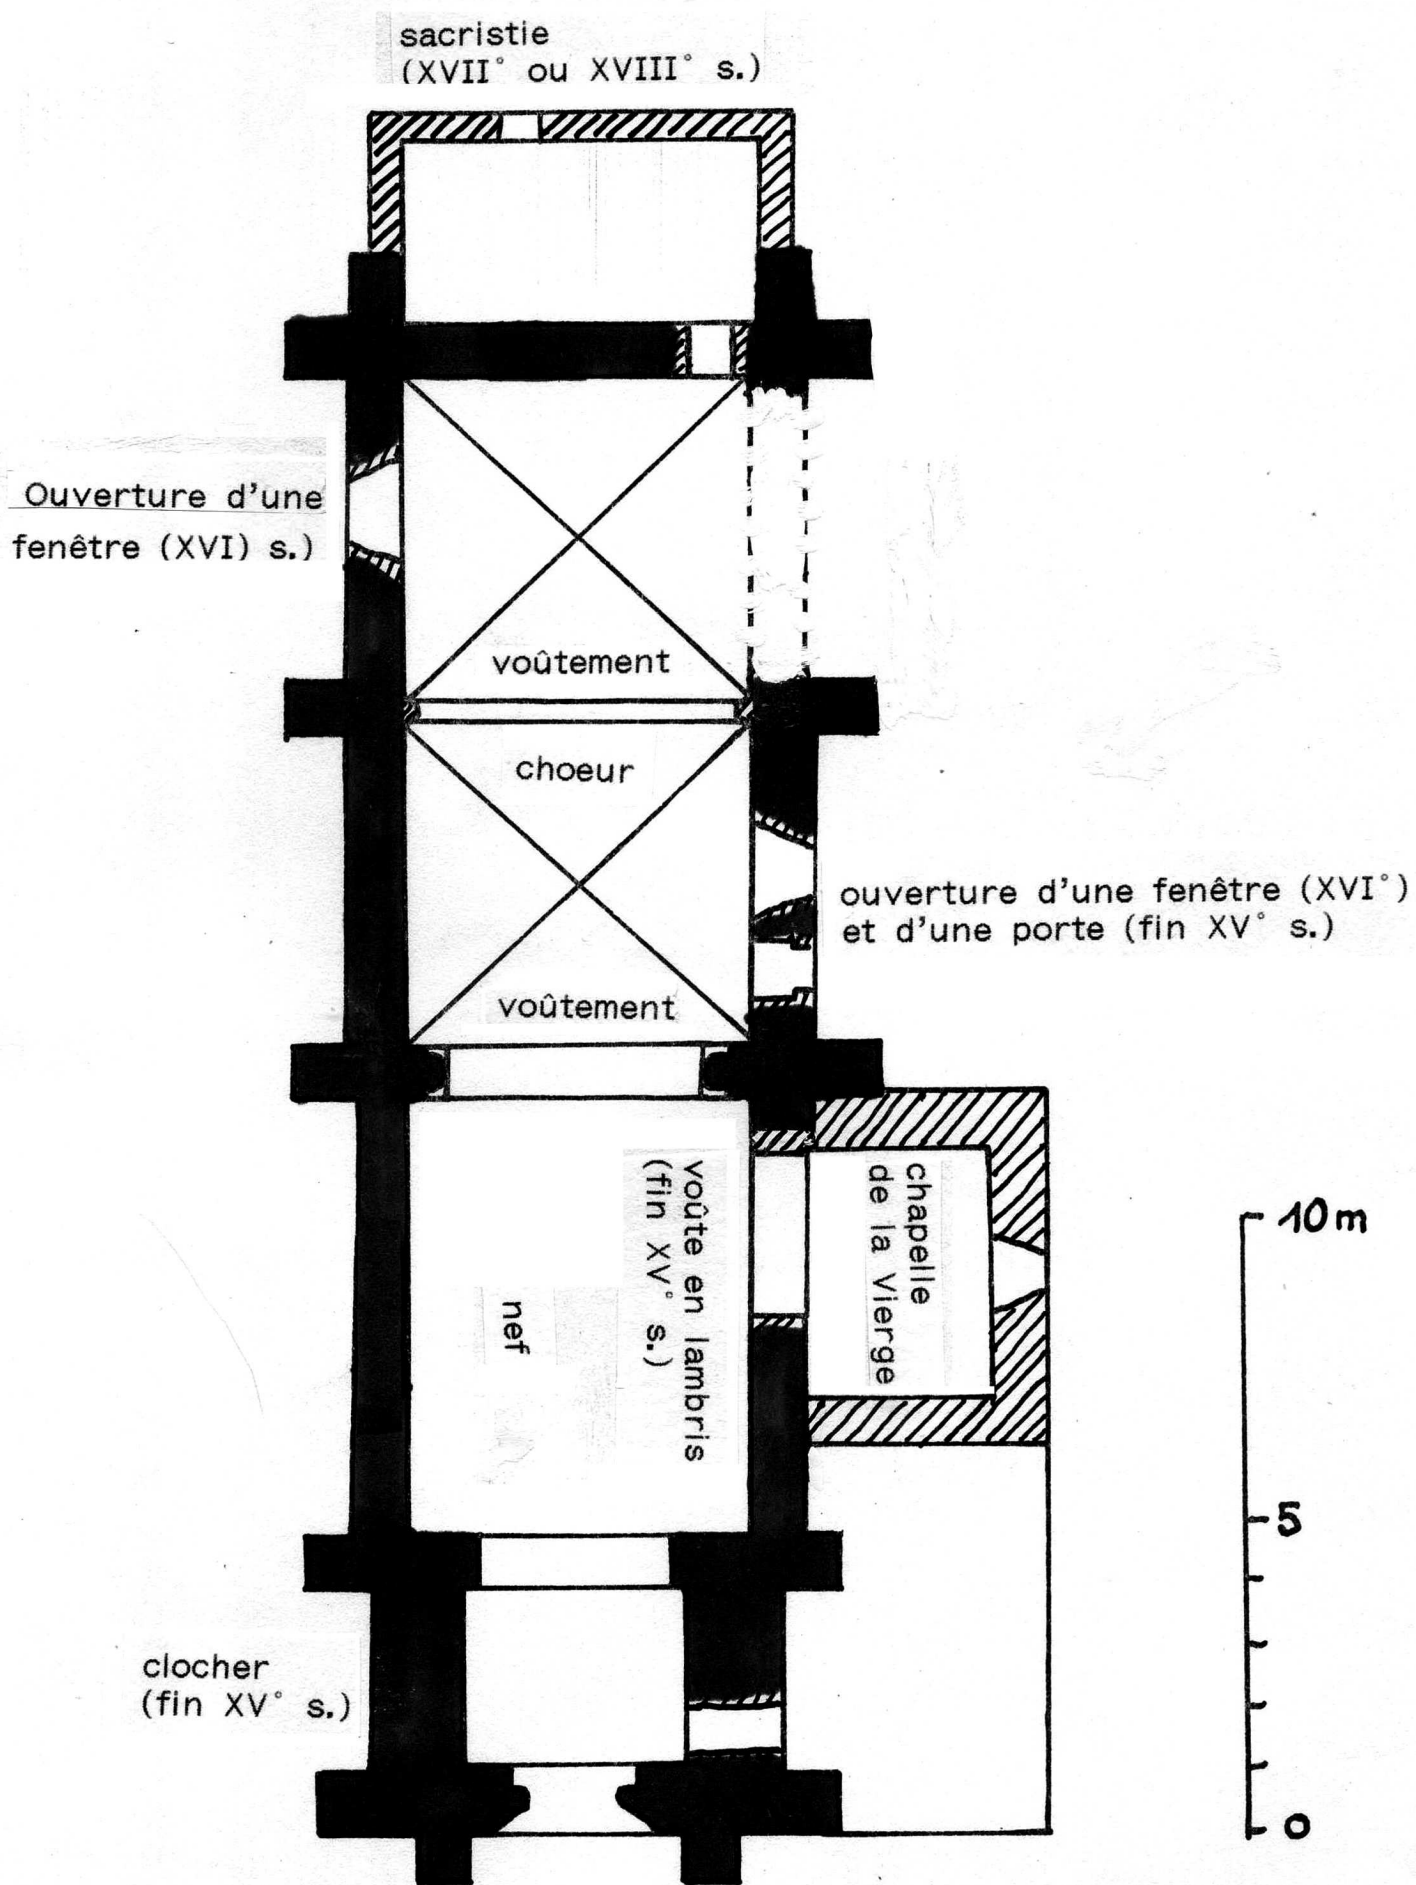 sacristie
(XVII° ou XVIII° s.)
Ouverture d'une
fenêtre (XVI) s.)
voûtement
choeur
ouverture d'une fenêtre (XVI°)
et d'une porte (fin XV° s.)
voûtement
voûte en lambris
(fin XV° s.)
nef
chapelle
de la Vierge
10m
5
0
clocher
(fin XV° s.)